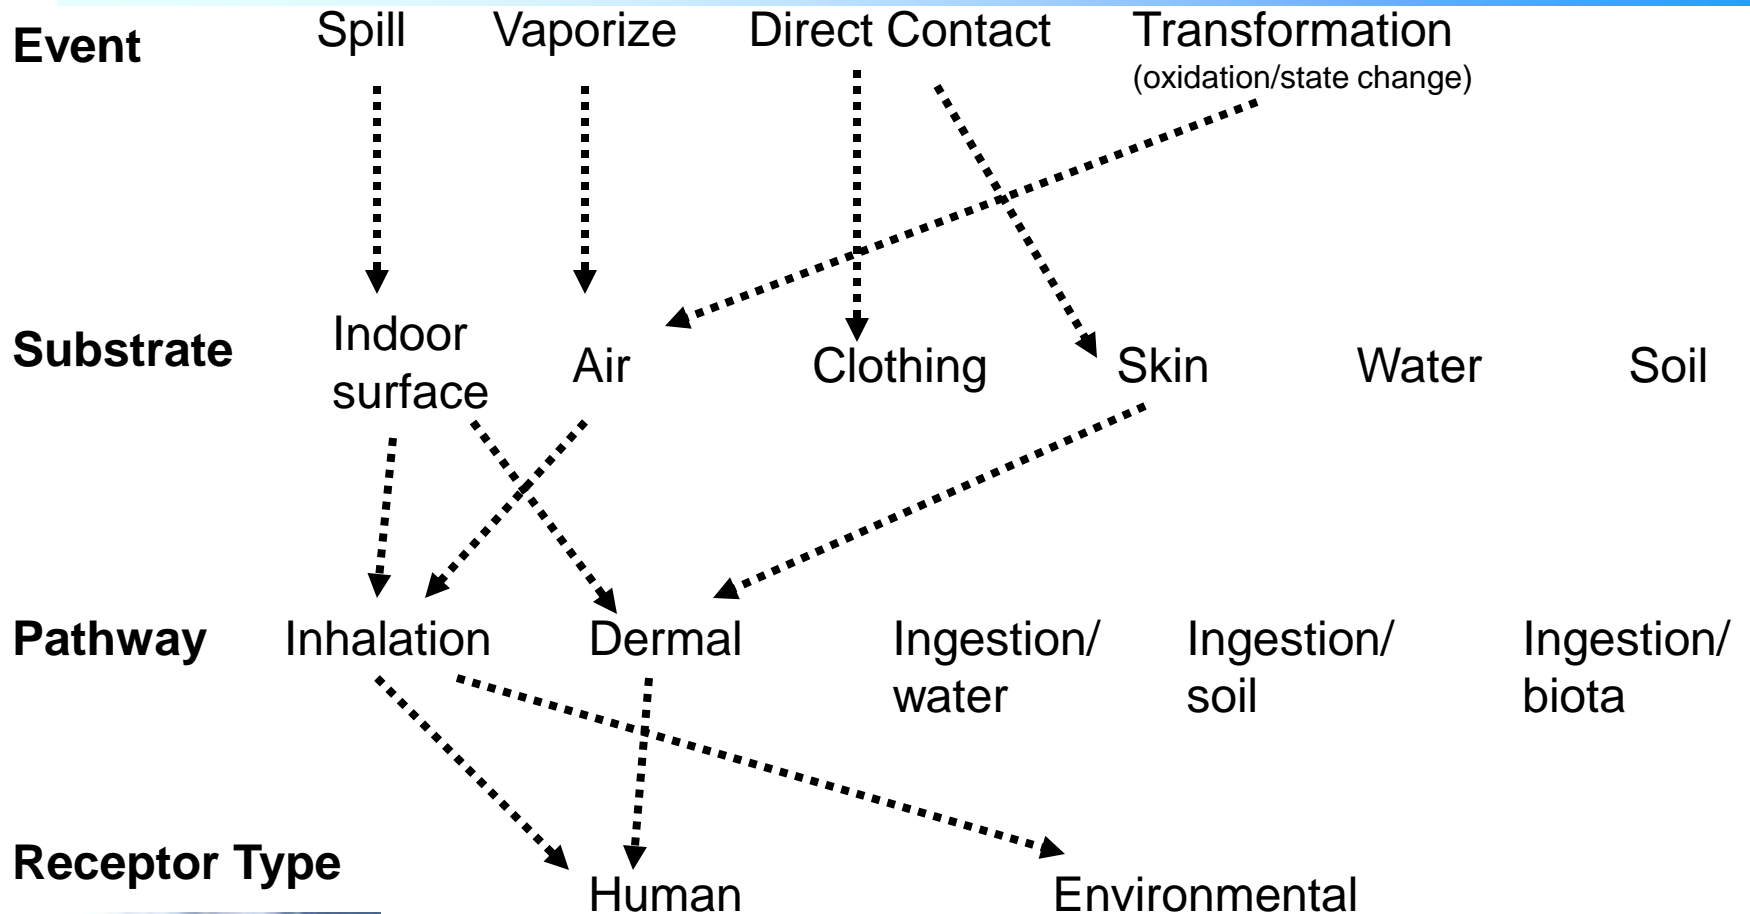 Event
Spill
Vaporize
Direct Contact
Transformation
(oxidation/state change)
Substrate
Indoor
surface
Air
Clothing
Skin
Water
Soil
Pathway
Inhalation
Dermal
Ingestion/
water
Ingestion/
soil
Ingestion/
biota
Receptor Type
Human
Environmental